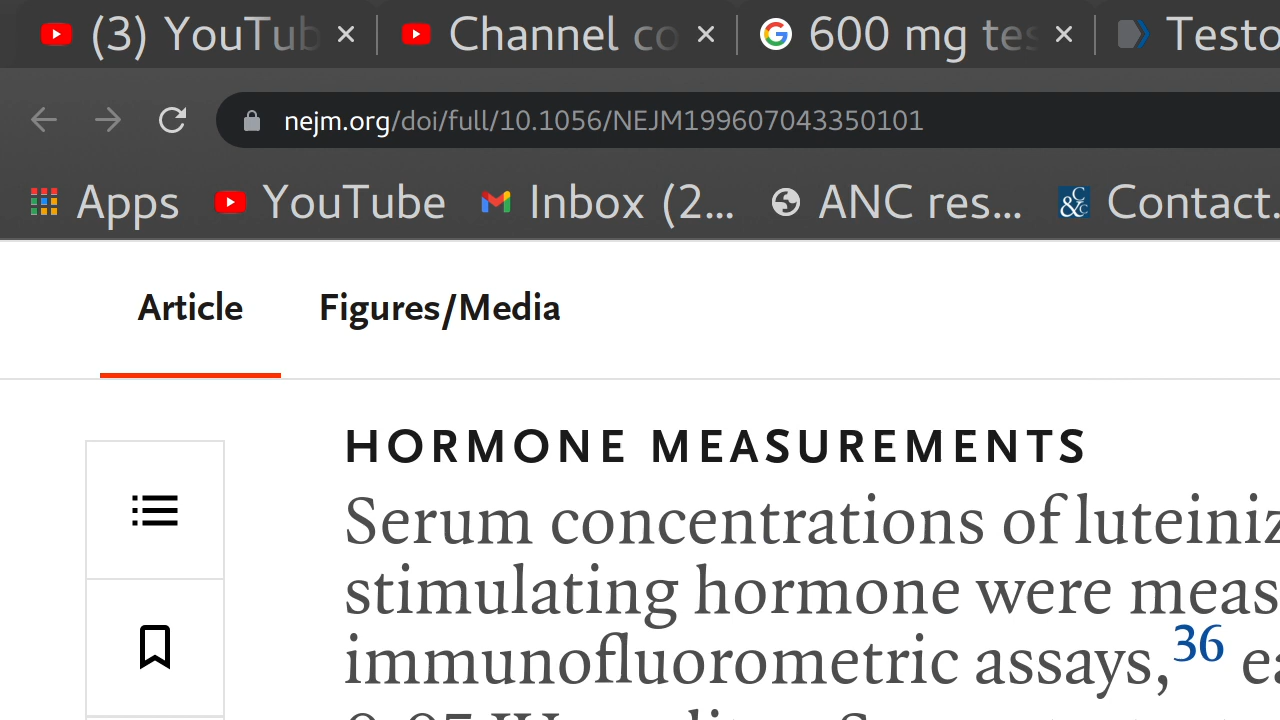 (3) YouTub
Channel co
600 mg tes
Testo
nejm.org/doi/full/10.1056/NEJM199607043350101
Apps YouTube Inbox (2... ANC res... Contact.
Article Figures/Media
HORMONE MEASUREMENTS
Serum concentrations of luteiniz
stimulating hormone were meas
immunofluorometric assays,36 ea